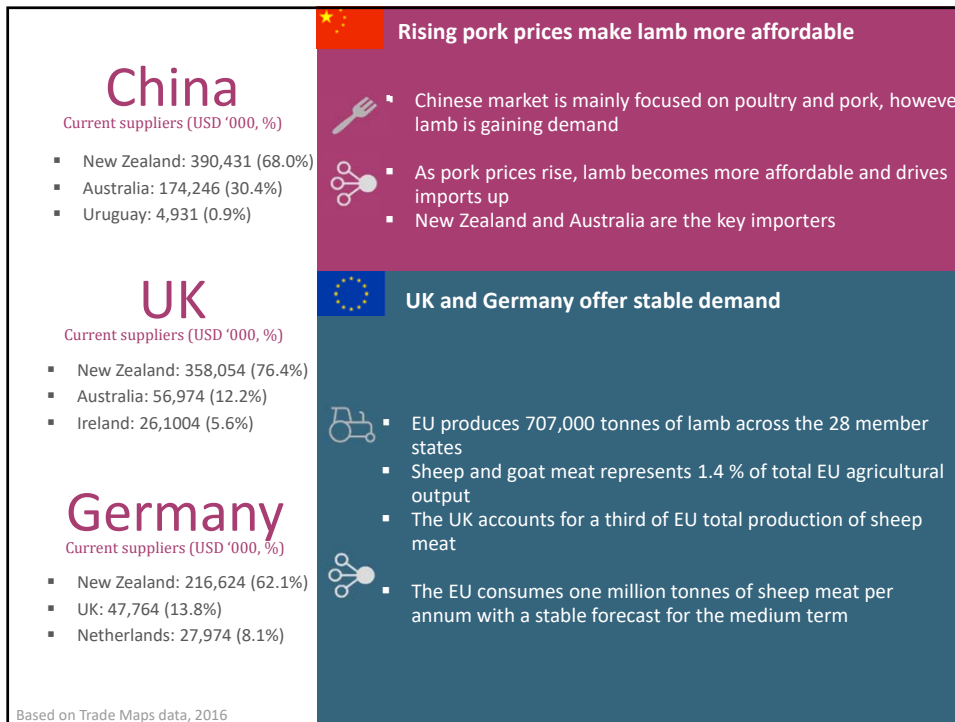 China
Current suppliers (USD ‘000, %)
▪ New Zealand: 390,431 (68.0%)
▪ Australia: 174,246 (30.4%)
▪ Uruguay: 4,931 (0.9%)
UK
Current suppliers (USD ‘000, %)
▪ New Zealand: 358,054 (76.4%)
▪ Australia: 56,974 (12.2%)
▪ Ireland: 26,1004 (5.6%)
Germany
Current suppliers (USD ‘000, %)
▪ New Zealand: 216,624 (62.1%)
▪ UK: 47,764 (13.8%)
▪ Netherlands: 27,974 (8.1%)
Based on Trade Maps data, 2016
Rising pork prices make lamb more affordable
▪ Chinese market is mainly focused on poultry and pork, howeve
lamb is gaining demand
▪ As pork prices rise, lamb becomes more affordable and drives
imports up
▪ New Zealand and Australia are the key importers
UK and Germany offer stable demand
▪ EU produces 707,000 tonnes of lamb across the 28 member
states
▪ Sheep and goat meat represents 1.4 % of total EU agricultural
output
▪ The UK accounts for a third of EU total production of sheep
meat
▪ The EU consumes one million tonnes of sheep meat per
annum with a stable forecast for the medium term